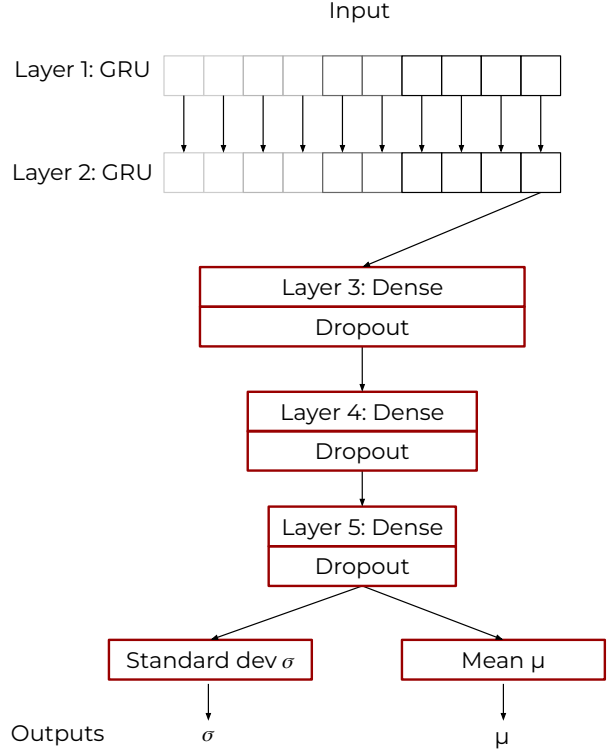 Input
Layer 1: GRU
Layer 2: GRU
Layer 3: Dense
Dropout
Layer 4: Dense
Dropout
Layer 5: Dense
Dropout
Standard dev σ
Mean μ
Outputs
σ
μ